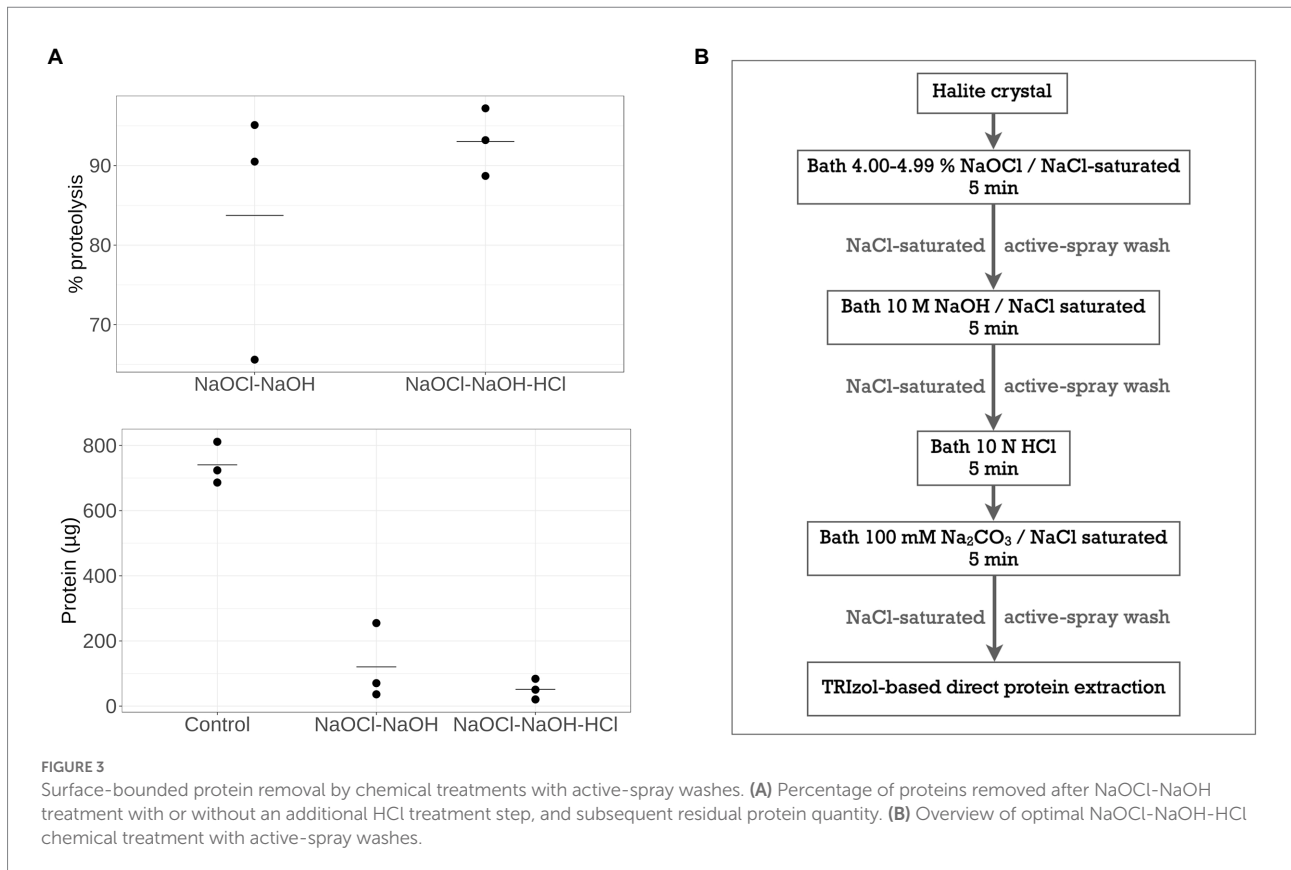 A
% proteolysis
90
80
70
NaOCl-NaOH NaOCl-NaOH-HCl
Protein (µg)
800
600
400
200
0
Control NaOCl-NaOH NaOCl-NaOH-HCl
B
Halite crystal
Bath 4.00-4.99 % NaOCl / NaCl-saturated
5 min
NaCl-saturated active-spray wash
Bath 10 M NaOH / NaCl saturated
5 min
NaCl-saturated active-spray wash
Bath 10 N HCl
5 min
Bath 100 mM Na₂CO₃ / NaCl saturated
5 min
NaCl-saturated active-spray wash
TRIzol-based direct protein extraction
FIGURE 3
Surface-bounded protein removal by chemical treatments with active-spray washes. (A) Percentage of proteins removed after NaOCl-NaOH
treatment with or without an additional HCl treatment step, and subsequent residual protein quantity. (B) Overview of optimal NaOCl-NaOH-HCl
chemical treatment with active-spray washes.